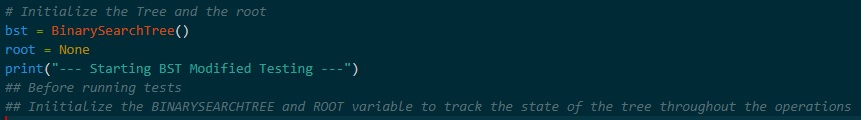 # Initialize the Tree and the root
bst = BinarySearchTree()
root = None
print("--- Starting BST Modified Testing ---")
## Before running tests
## Iniitialize the BINARYSEARCHTREE and ROOT variable to track the state of the tree throughout the operations